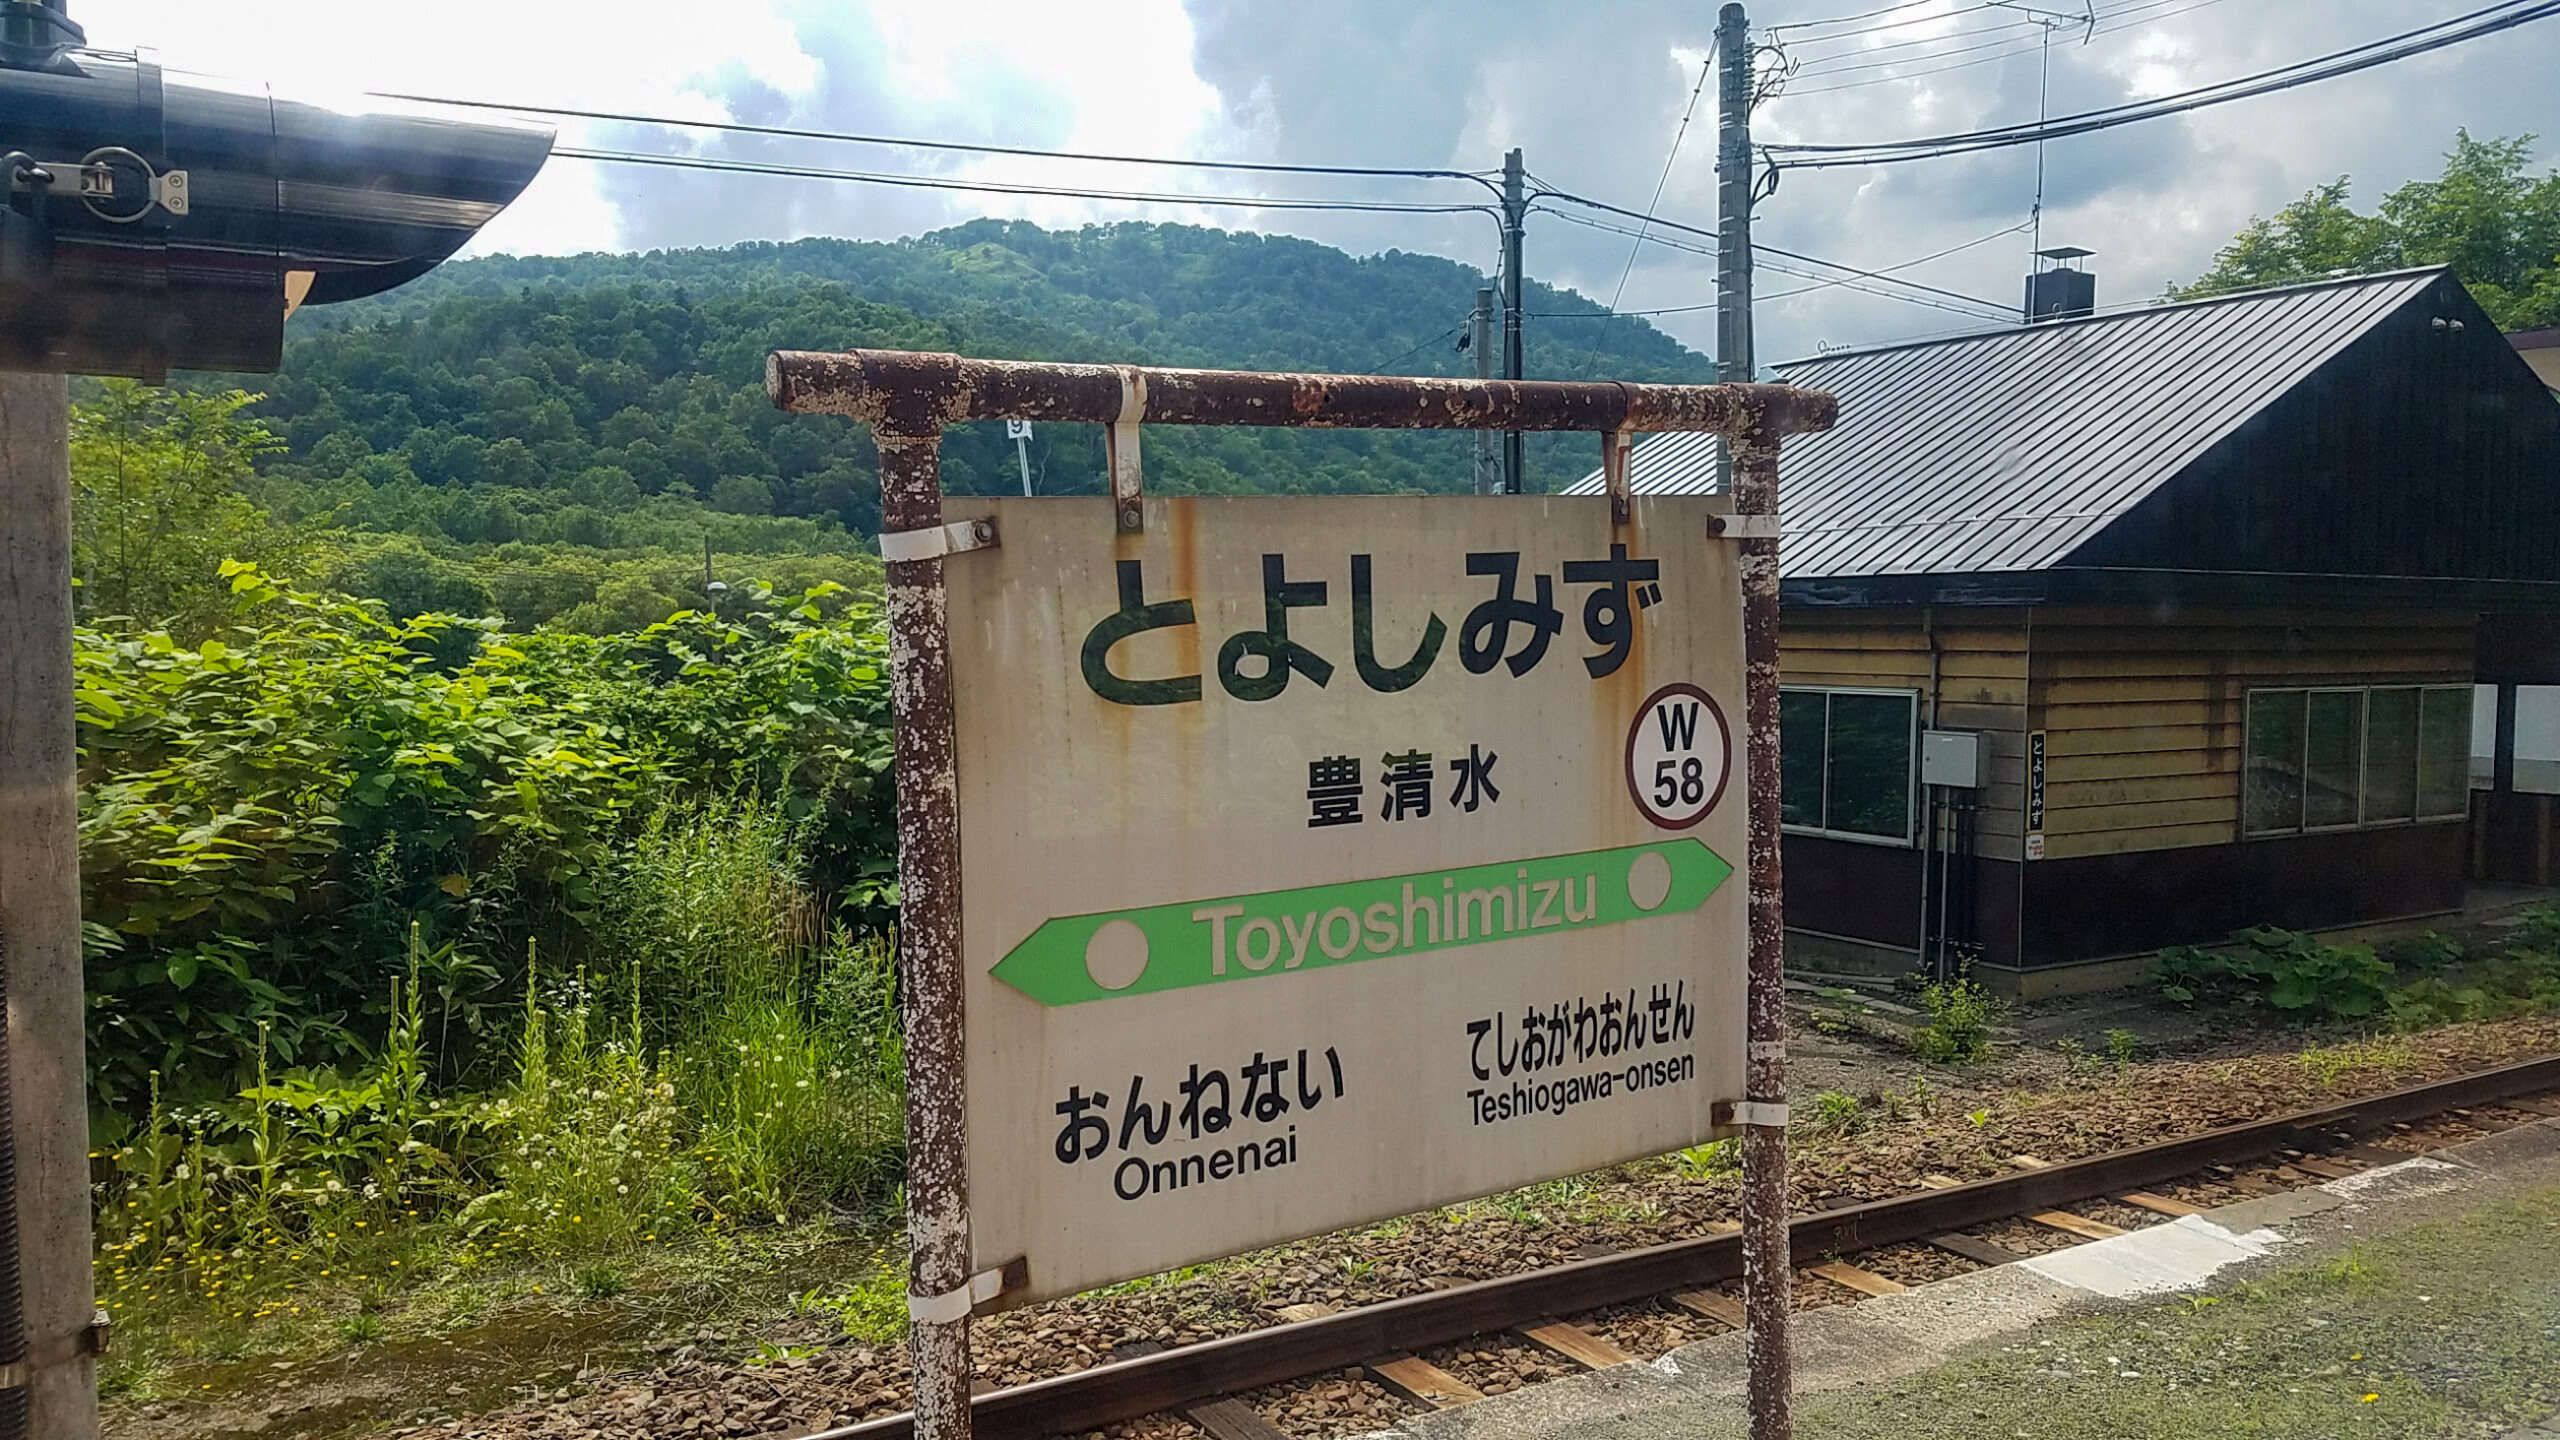 9
とよしみず
豊清水
W
58
Toyoshimizu
おんねない
Onnenai
てしおがわおんせん
Teshiogawa-onsen
とよしみず